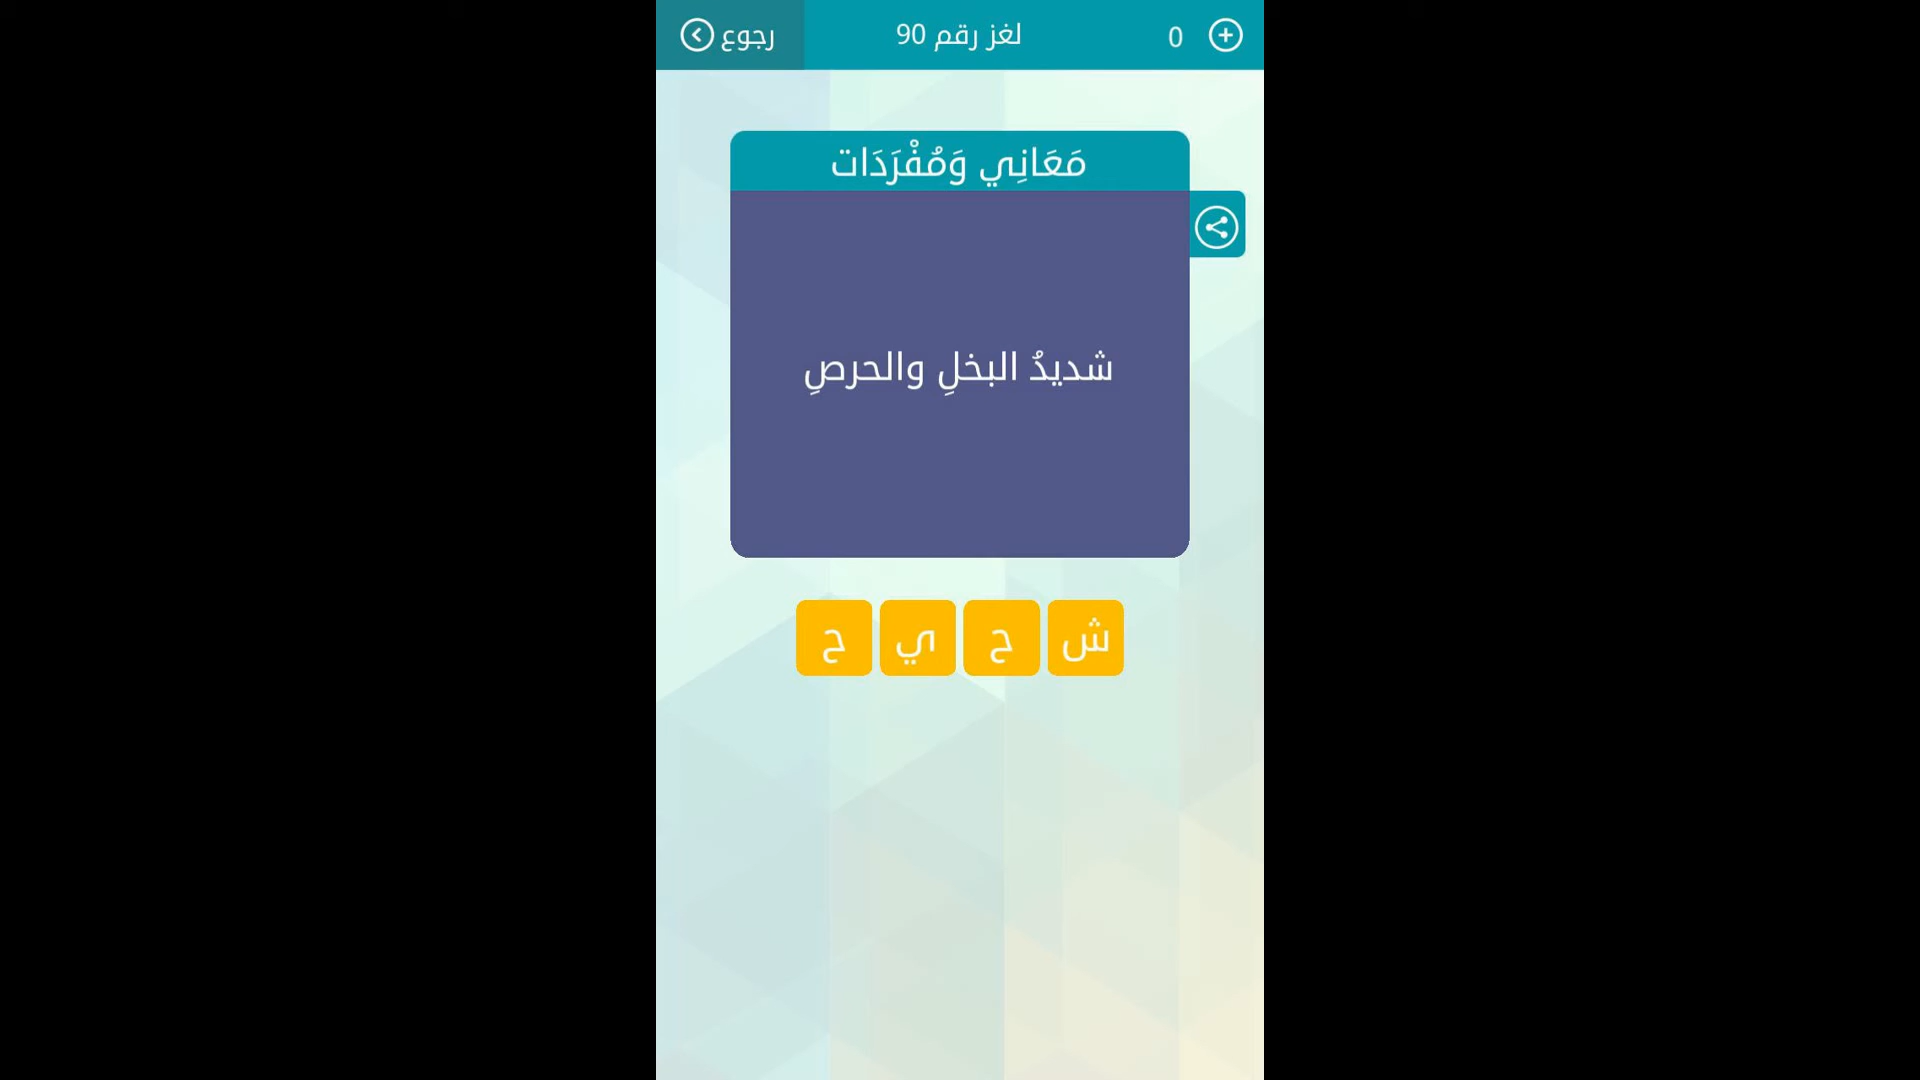 رجوع لغز رقم 90 0
مَعَانِي وَمُفْرَدَات
شديدُ البخلِ والحرصِ
ش ح ي ح